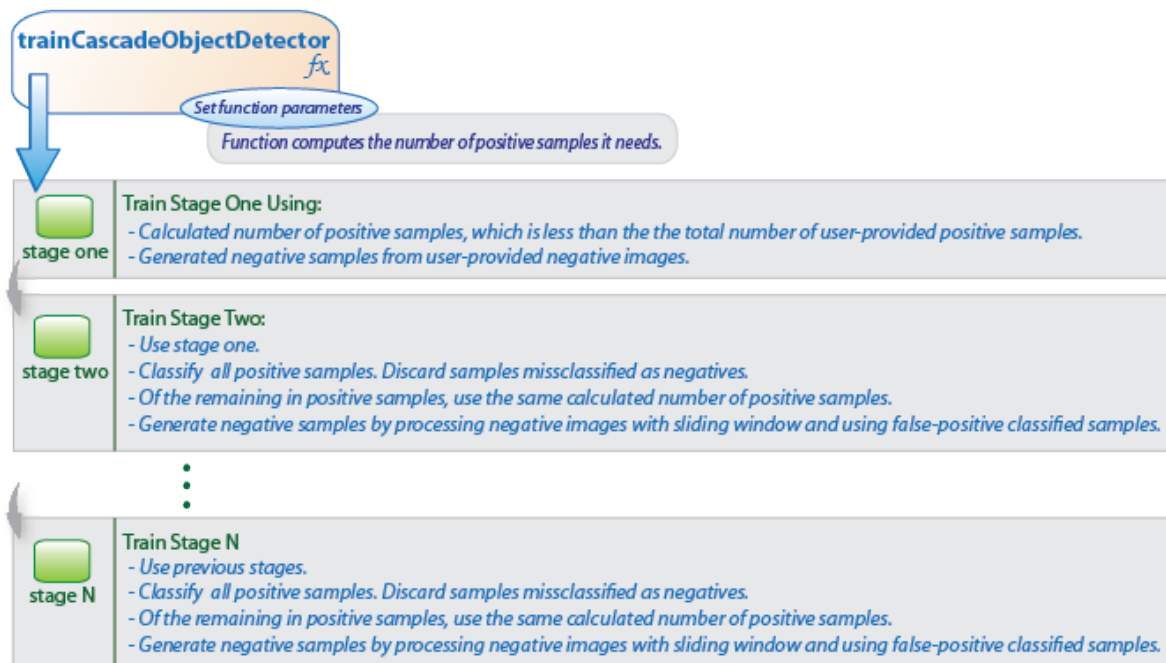 trainCascadeObjectDetector
fx
Set function parameters
Function computes the number of positive samples it needs.
stage one
Train Stage One Using:
- Calculated number of positive samples, which is less than the the total number of user-provided positive samples.
- Generated negative samples from user-provided negative images.
stage two
Train Stage Two:
- Use stage one.
- Classify all positive samples. Discard samples missclassified as negatives.
- Of the remaining in positive samples, use the same calculated number of positive samples.
- Generate negative samples by processing negative images with sliding window and using false-positive classified samples.
stage N
Train Stage N
- Use previous stages.
- Classify all positive samples. Discard samples missclassified as negatives.
- Of the remaining in positive samples, use the same calculated number of positive samples.
- Generate negative samples by processing negative images with sliding window and using false-positive classified samples.